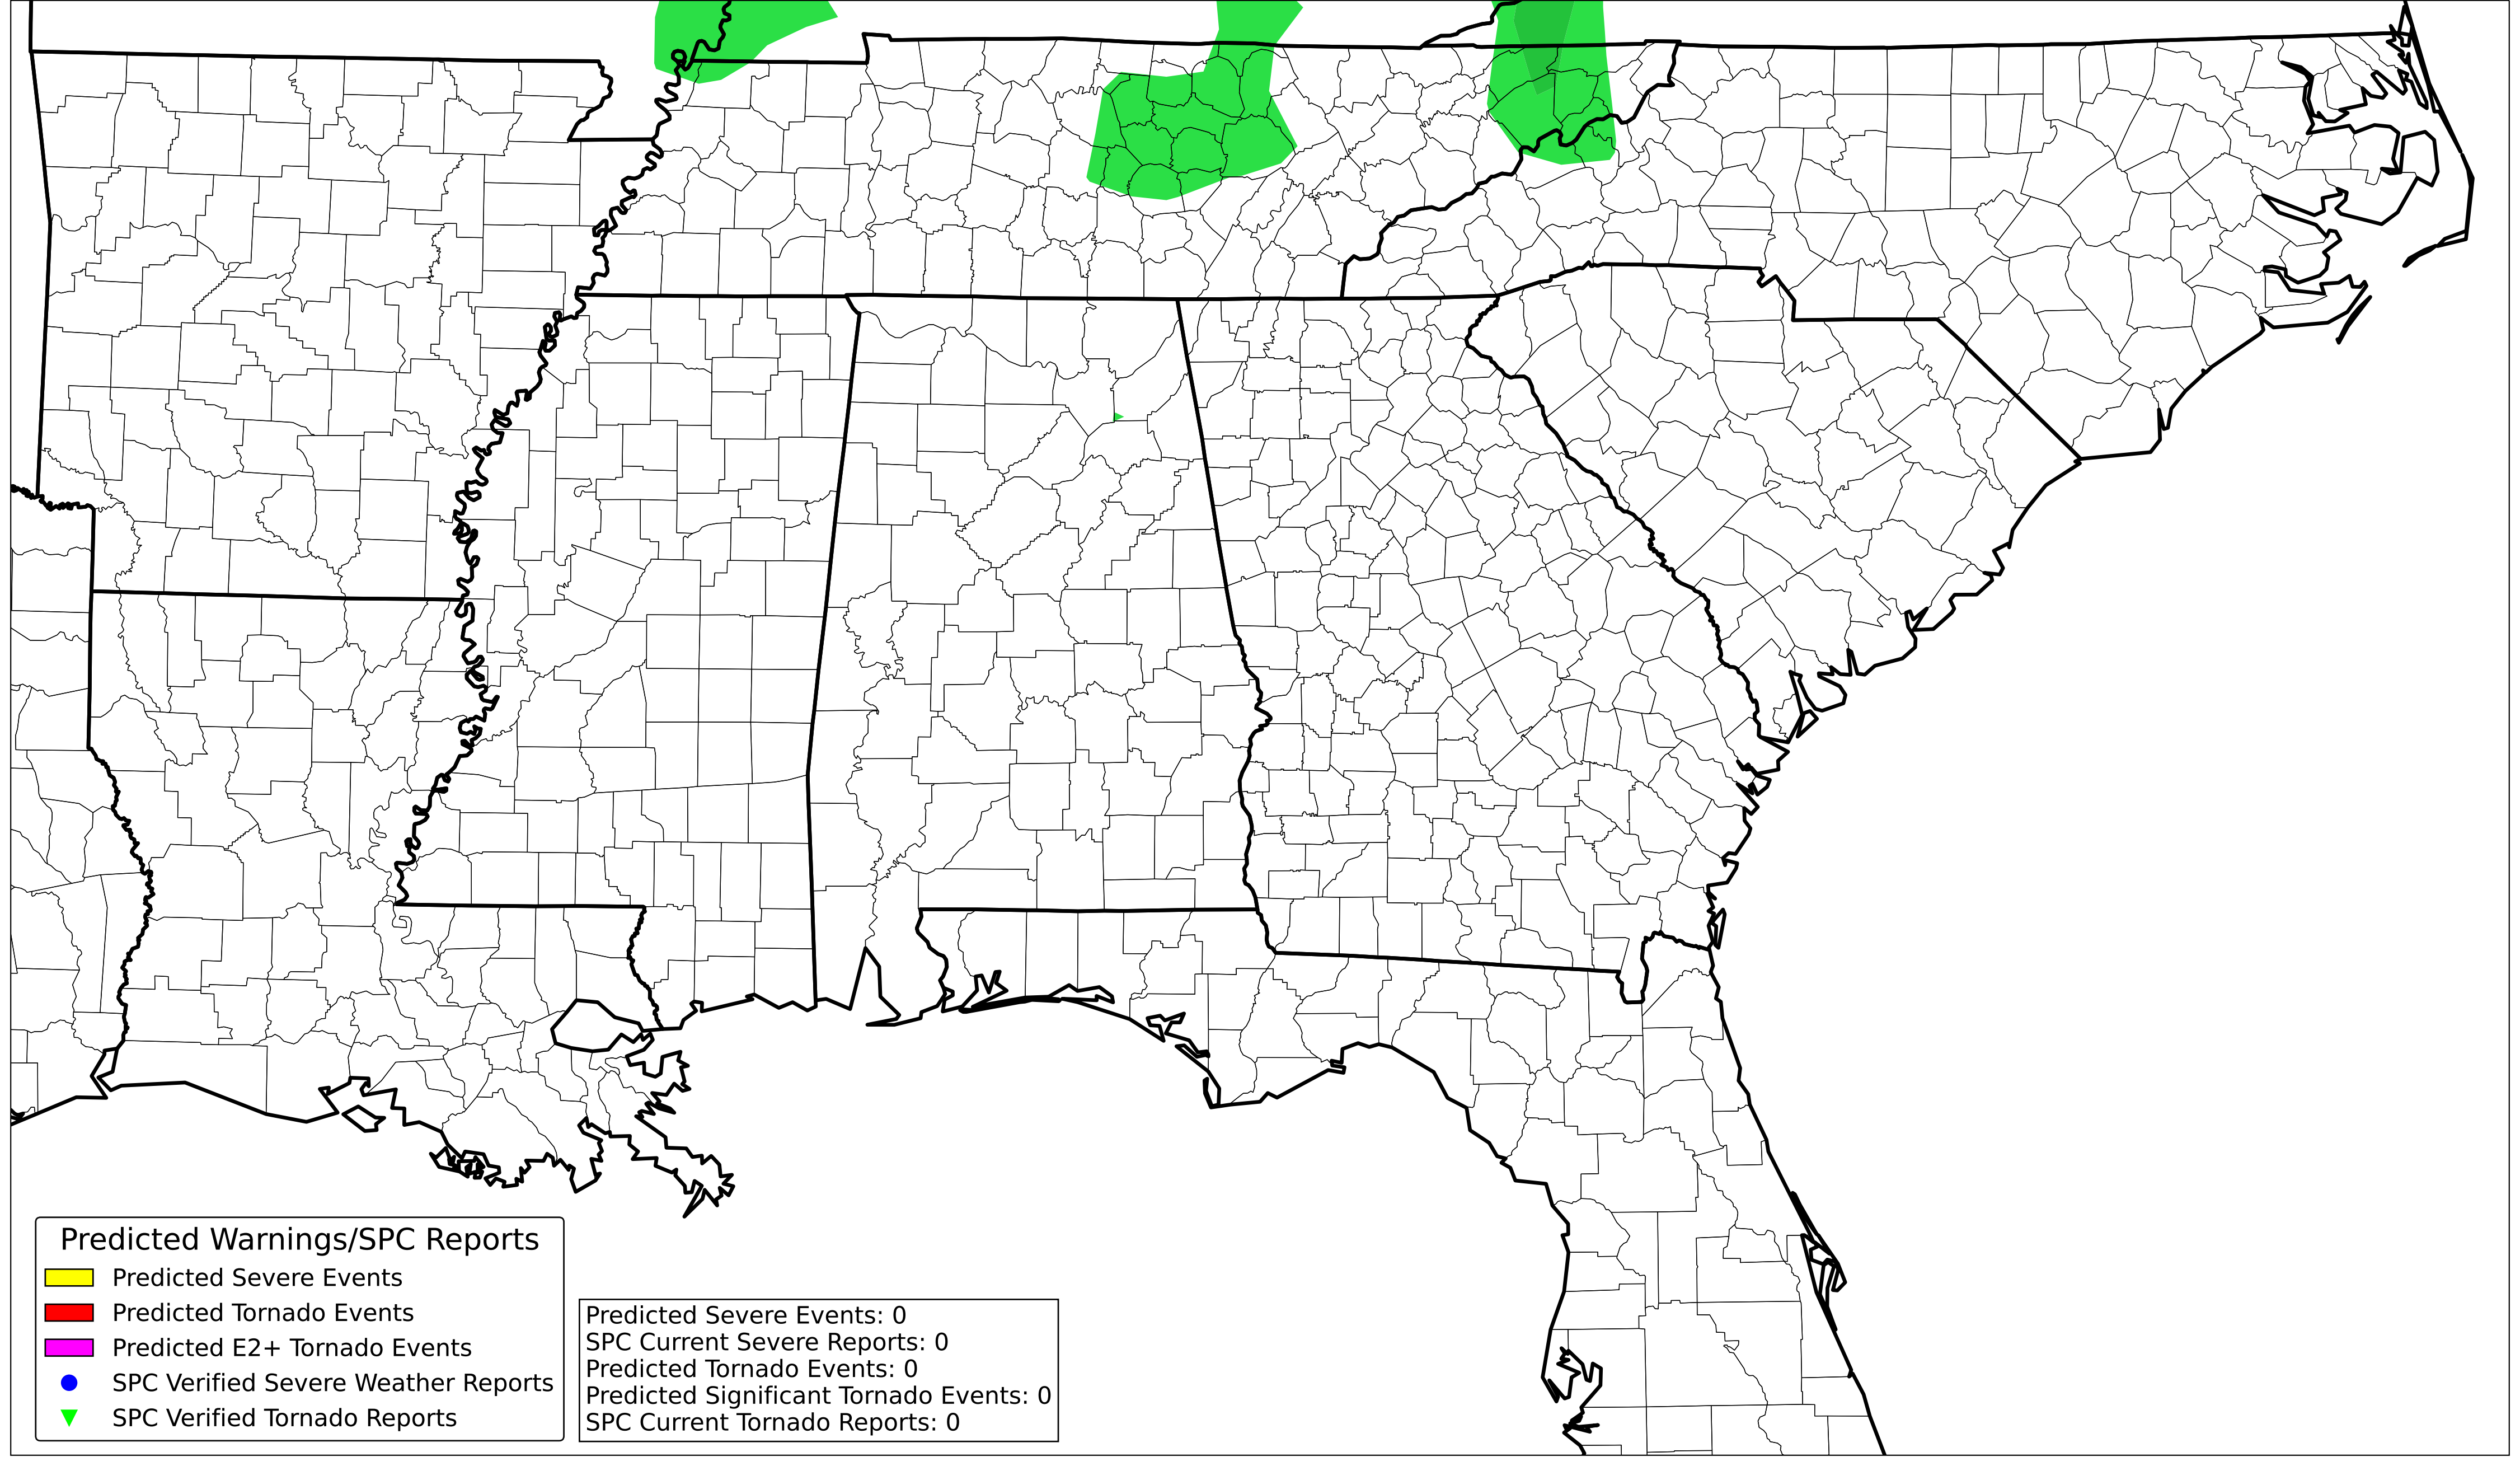 Predicted Warnings/SPC Reports
Predicted Severe Events
Predicted Tornado Events
Predicted E2+ Tornado Events
SPC Verified Severe Weather Reports
SPC Verified Tornado Reports
Predicted Severe Events: 0
SPC Current Severe Reports: 0
Predicted Tornado Events: 0
Predicted Significant Tornado Events: 0
SPC Current Tornado Reports: 0